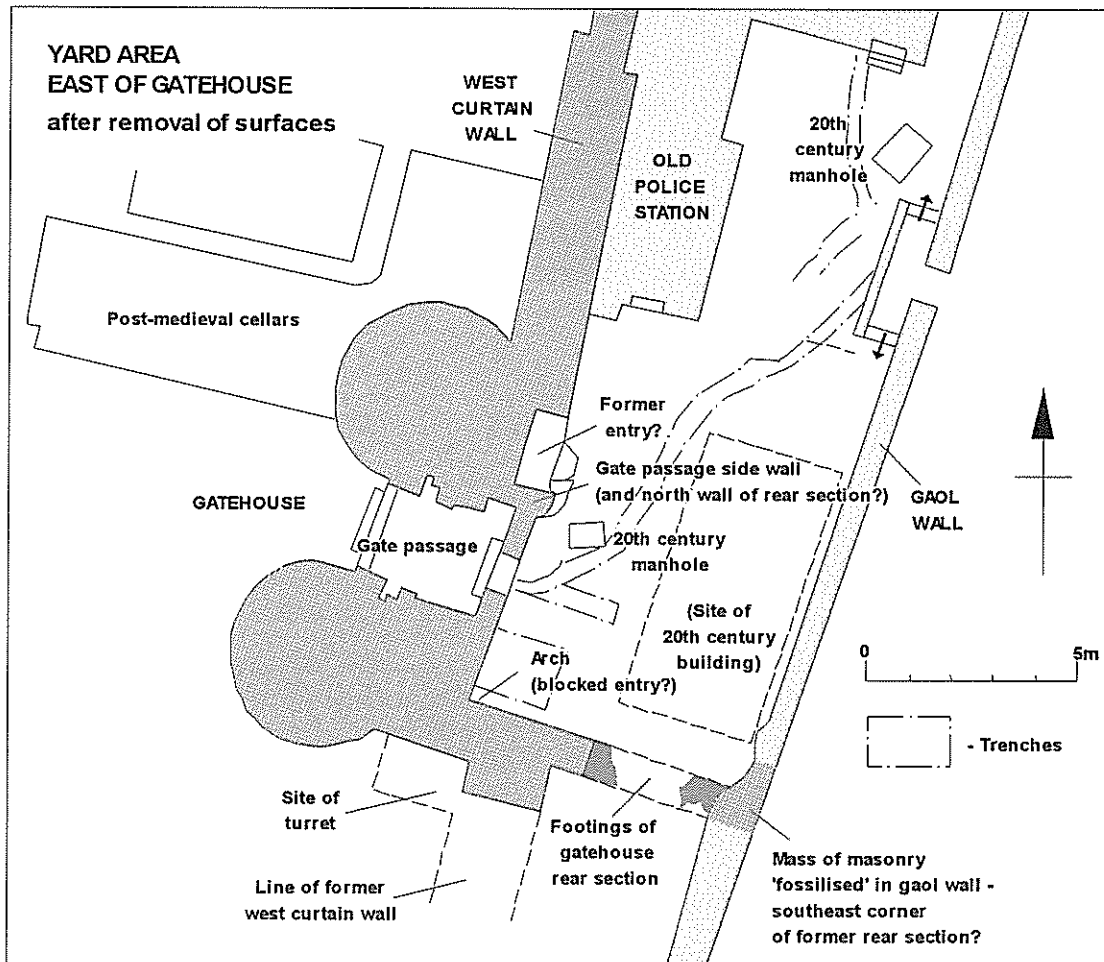 YARD AREA
EAST OF GATEHOUSE
after removal of surfaces
WEST
CURTAIN
WALL
OLD
POLICE
STATION
20th
century
manhole
Post-medieval cellars
Former
entry?
Gate passage side wall
(and north wall of rear section?)
GAOL
WALL
GATEHOUSE
Gate passage
20th century
manhole
(Site of
20th century
building)
0 5m
Arch
(blocked entry?)
- Trenches
Site of
turret
Line of former
west curtain wall
Footings of
gatehouse
rear section
Mass of masonry
'fossilised' in gaol wall -
southeast corner
of former rear section?